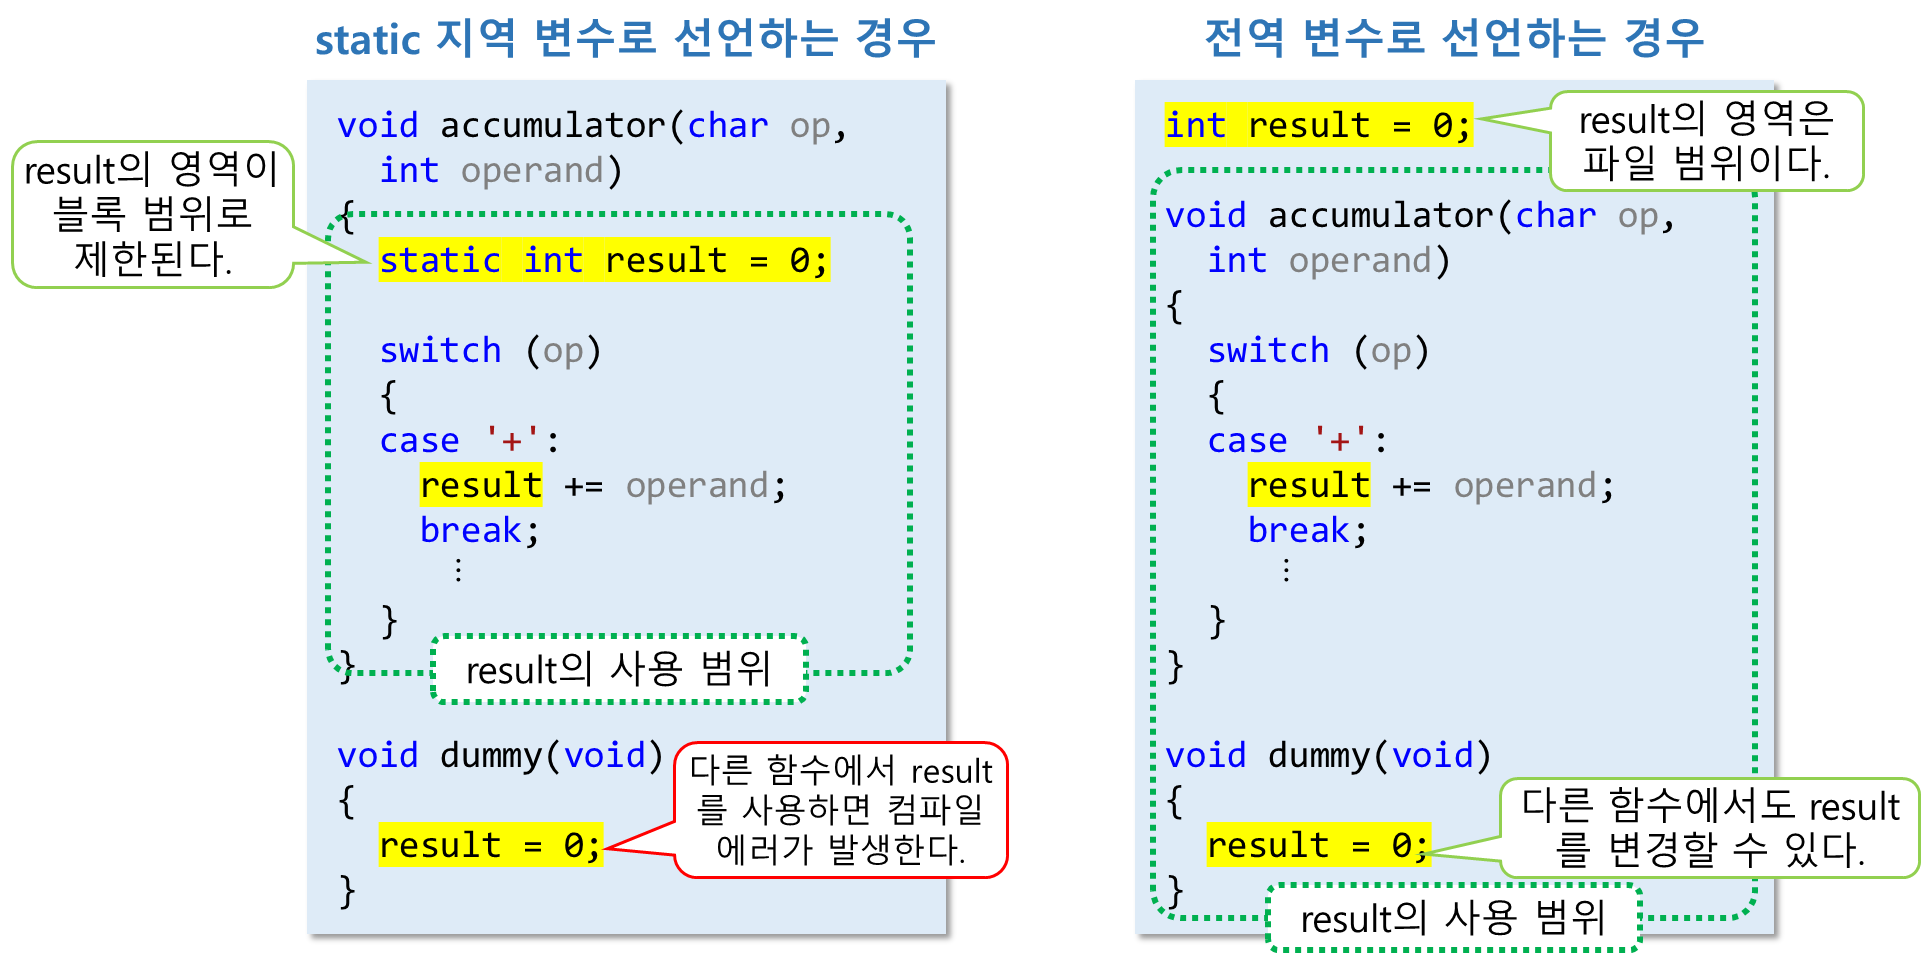 static 지역 변수로 선언하는 경우
void accumulator(char op,
int operand)
{
static int result = 0;
switch (op)
{
case '+':
result += operand;
break;
⋮
}
}
void dummy(void)
{
result = 0;
}
result의 영역이
블록 범위로
제한된다.
result의 사용 범위
다른 함수에서 result
를 사용하면 컴파일
에러가 발생한다.
전역 변수로 선언하는 경우
int result = 0;
void accumulator(char op,
int operand)
{
switch (op)
{
case '+':
result += operand;
break;
⋮
}
}
void dummy(void)
{
result = 0;
}
result의 영역은
파일 범위이다.
다른 함수에서도 result
를 변경할 수 있다.
result의 사용 범위